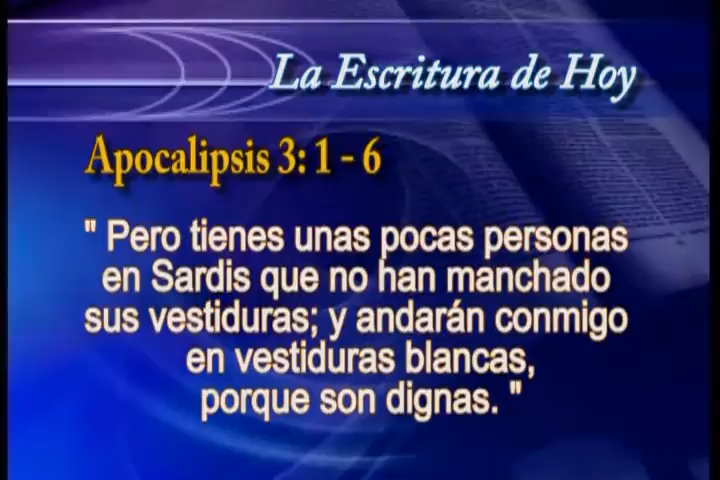 La Escritura de Hoy
Apocalipsis 3: 1 - 6
" Pero tienes unas pocas personas
en Sardis que no han manchado
sus vestiduras; y andarán conmigo
en vestiduras blancas,
porque son dignas. "